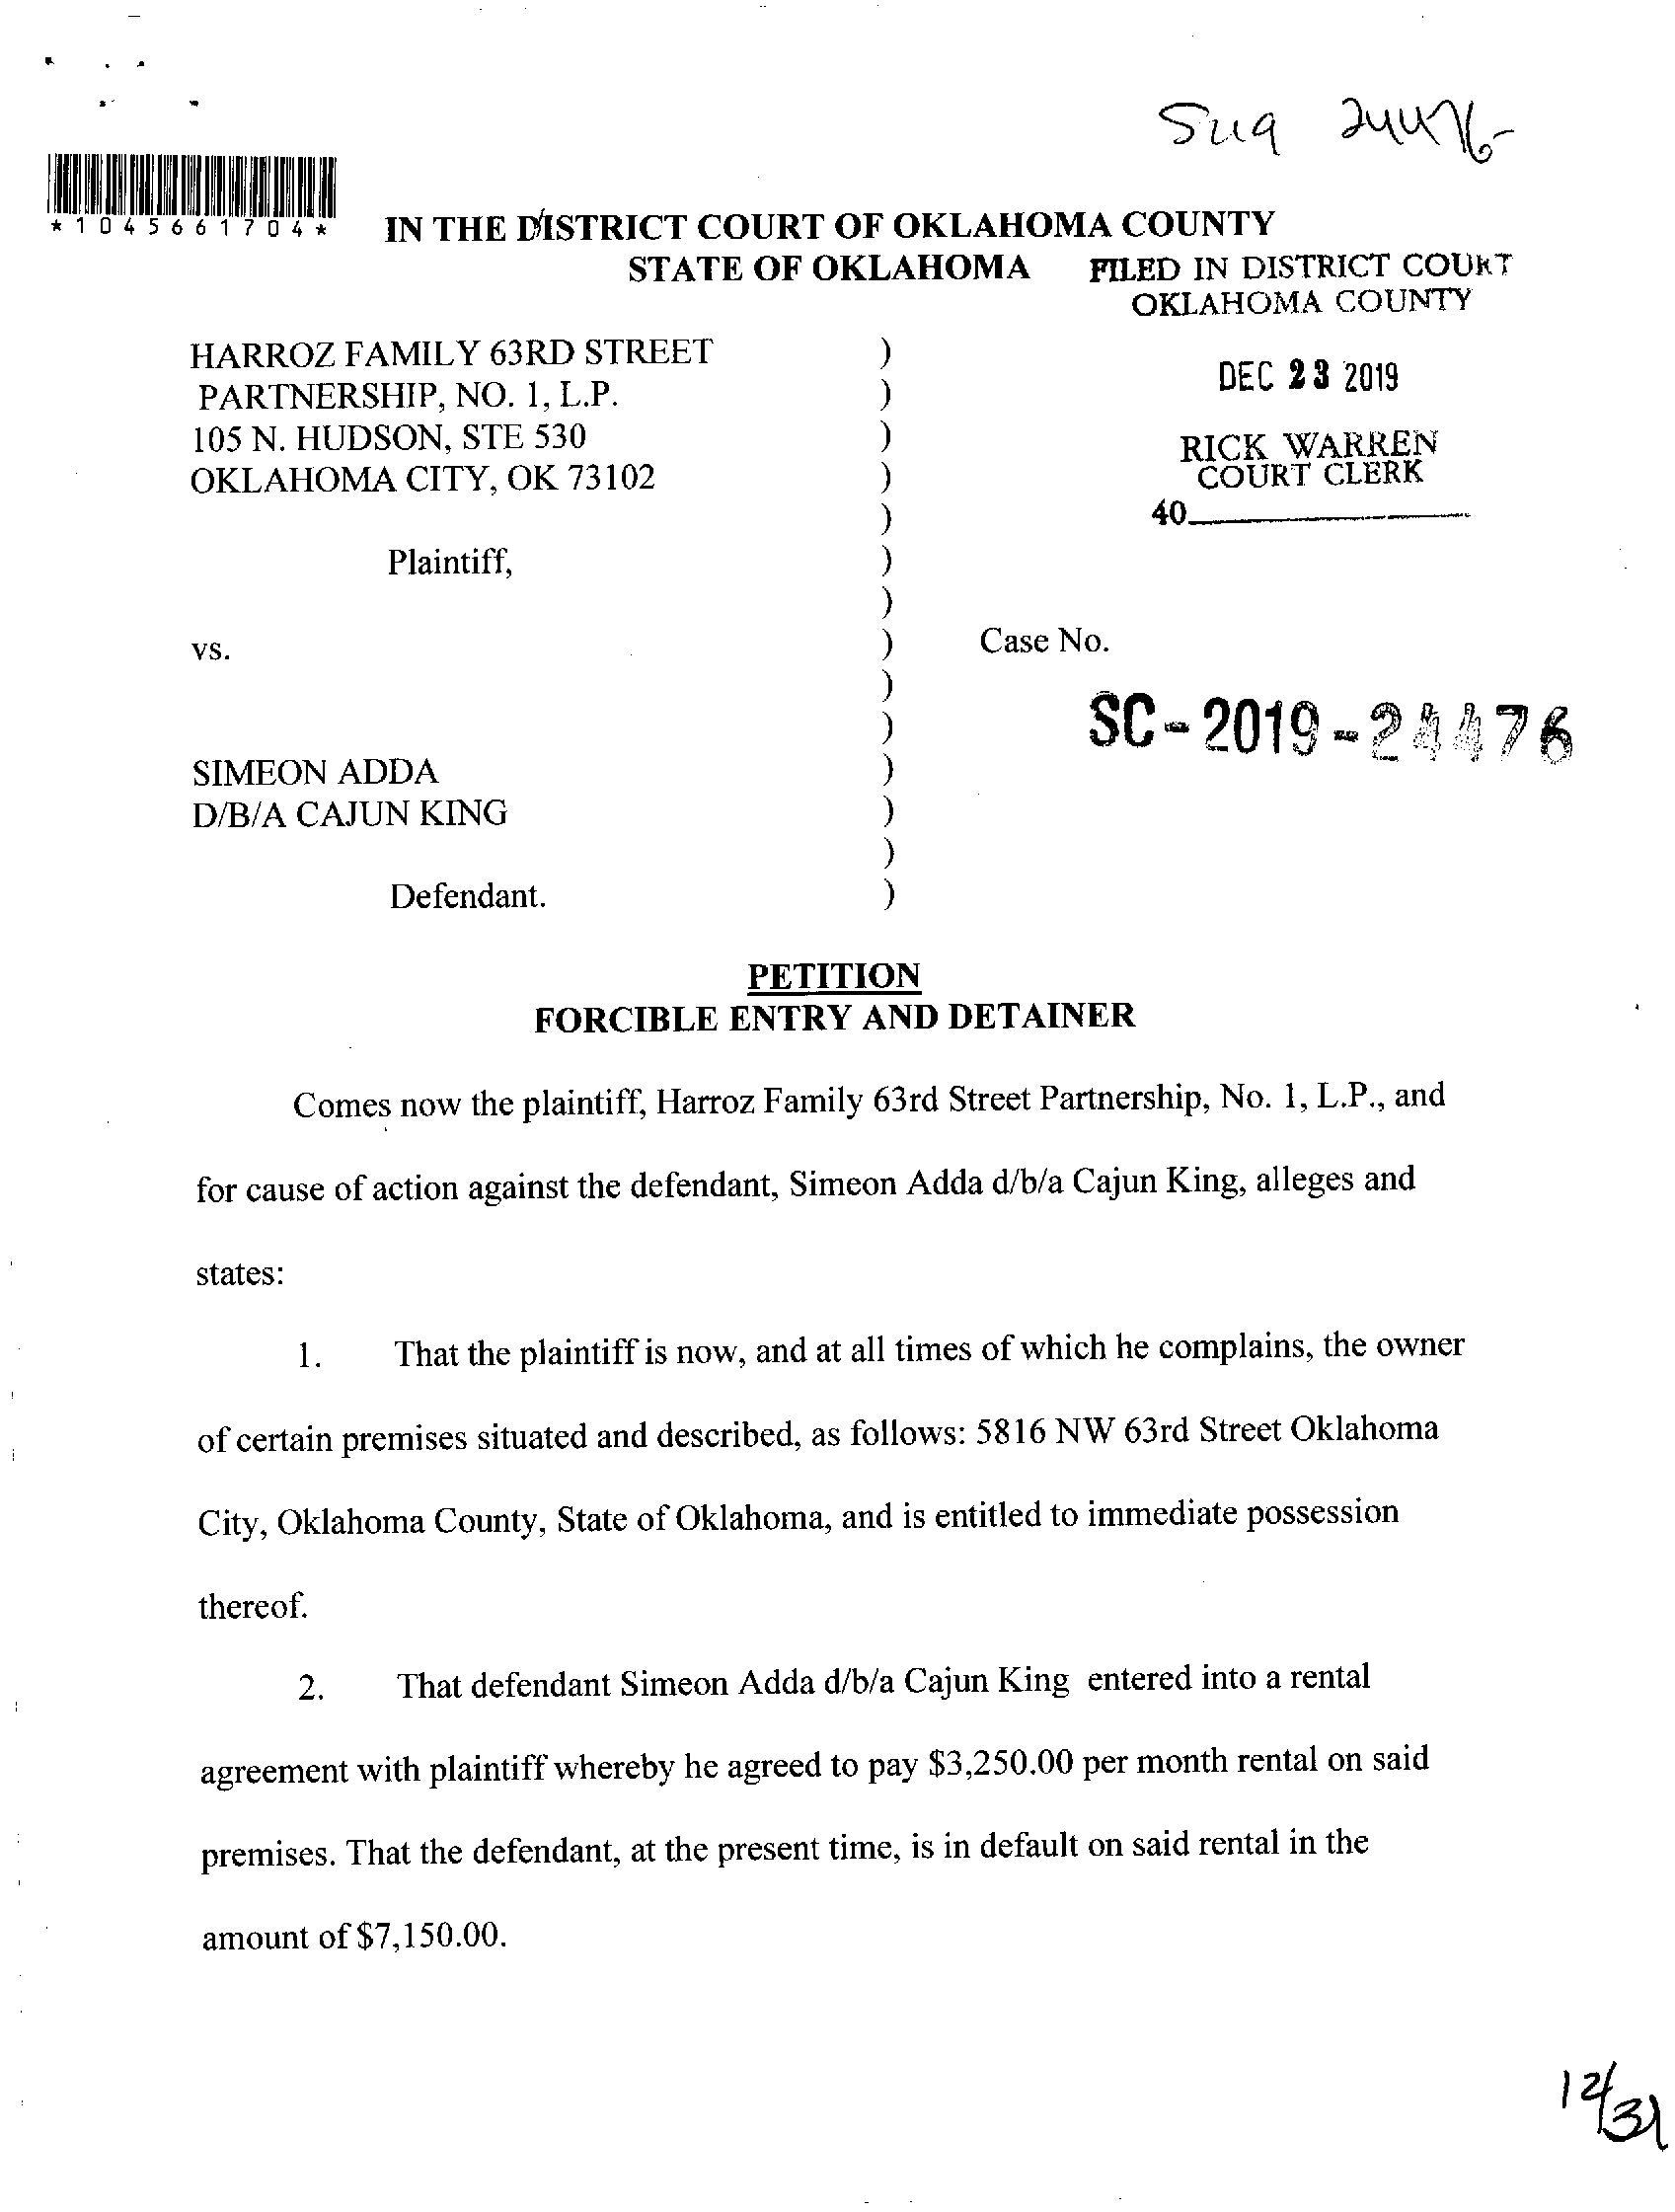 24476
*1045661704*
IN THE DISTRICT COURT OF OKLAHOMA COUNTY
STATE OF OKLAHOMA
FILED IN DISTRICT COURT
OKLAHOMA COUNTY
DEC 23 2019
RICK WARREN
COURT CLERK
40
HARROZ FAMILY 63RD STREET )
PARTNERSHIP, NO. 1, L.P. )
105 N. HUDSON, STE 530 )
OKLAHOMA CITY, OK 73102 )
)
Plaintiff, )
)
vs. ) Case No.
)
) SC-2019-24476
SIMEON ADDA )
D/B/A CAJUN KING )
)
Defendant. )
PETITION
FORCIBLE ENTRY AND DETAINER
Comes now the plaintiff, Harroz Family 63rd Street Partnership, No. 1, L.P., and
for cause of action against the defendant, Simeon Adda d/b/a Cajun King, alleges and
states:
1. That the plaintiff is now, and at all times of which he complains, the owner
of certain premises situated and described, as follows: 5816 NW 63rd Street Oklahoma
City, Oklahoma County, State of Oklahoma, and is entitled to immediate possession
thereof.
2. That defendant Simeon Adda d/b/a Cajun King entered into a rental
agreement with plaintiff whereby he agreed to pay $3,250.00 per month rental on said
premises. That the defendant, at the present time, is in default on said rental in the
amount of $7,150.00.
12/31